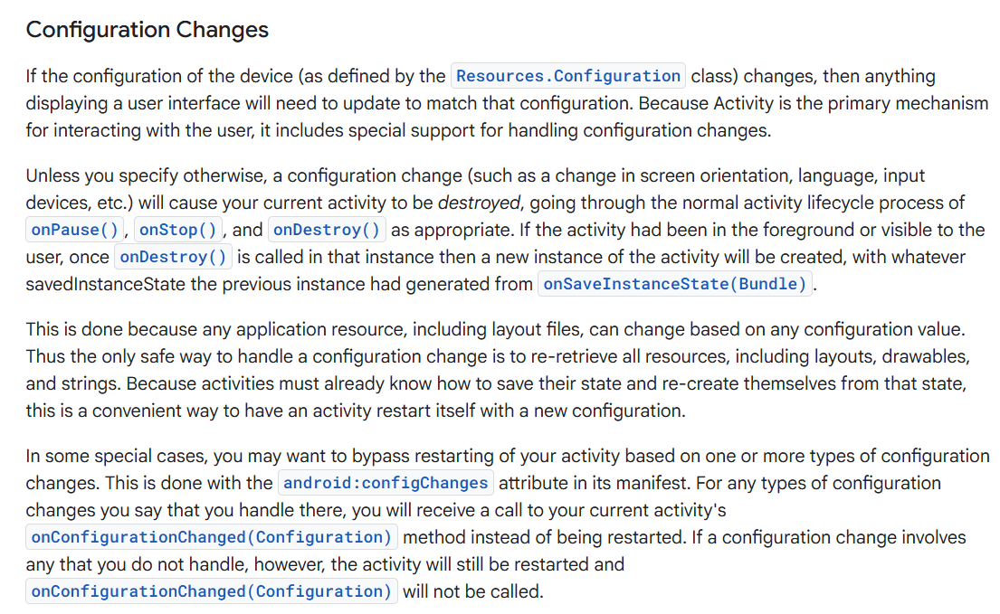 Configuration Changes
If the configuration of the device (as defined by the Resources.Configuration class) changes, then anything
displaying a user interface will need to update to match that configuration. Because Activity is the primary mechanism
for interacting with the user, it includes special support for handling configuration changes.
Unless you specify otherwise, a configuration change (such as a change in screen orientation, language, input
devices, etc.) will cause your current activity to be destroyed, going through the normal activity lifecycle process of
onPause(), onStop(), and onDestroy() as appropriate. If the activity had been in the foreground or visible to the
user, once onDestroy() is called in that instance then a new instance of the activity will be created, with whatever
savedInstanceState the previous instance had generated from onSaveInstanceState(Bundle).
This is done because any application resource, including layout files, can change based on any configuration value.
Thus the only safe way to handle a configuration change is to re-retrieve all resources, including layouts, drawables,
and strings. Because activities must already know how to save their state and re-create themselves from that state,
this is a convenient way to have an activity restart itself with a new configuration.
In some special cases, you may want to bypass restarting of your activity based on one or more types of configuration
changes. This is done with the android:configChanges attribute in its manifest. For any types of configuration
changes you say that you handle there, you will receive a call to your current activity's
onConfigurationChanged(Configuration) method instead of being restarted. If a configuration change involves
any that you do not handle, however, the activity will still be restarted and
onConfigurationChanged(Configuration) will not be called.